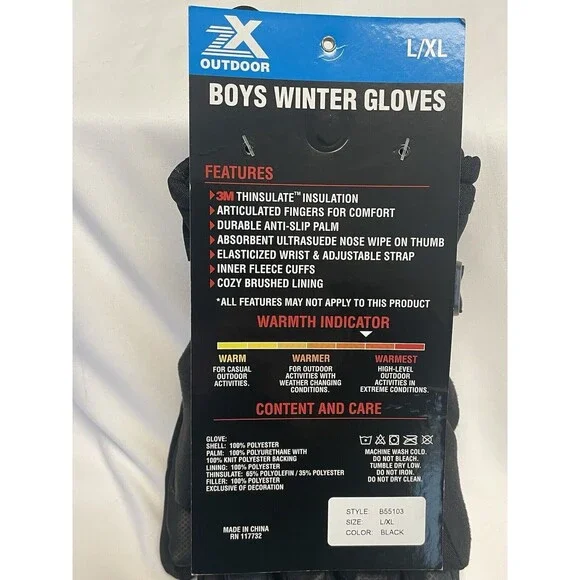 ZX
OUTDOOR
L/XL
BOYS WINTER GLOVES
FEATURES
3M THINSULATE™ INSULATION
ARTICULATED FINGERS FOR COMFORT
DURABLE ANTI-SLIP PALM
ABSORBENT ULTRASUEDE NOSE WIPE ON THUMB
ELASTICIZED WRIST & ADJUSTABLE STRAP
INNER FLEECE CUFFS
COZY BRUSHED LINING
*ALL FEATURES MAY NOT APPLY TO THIS PRODUCT
WARMTH INDICATOR
WARM
FOR CASUAL
OUTDOOR
ACTIVITIES.
WARMER
FOR OUTDOOR
ACTIVITIES WITH
WEATHER CHANGING
CONDITIONS.
WARMEST
HIGH-LEVEL
OUTDOOR
ACTIVITIES IN
EXTREME CONDITIONS.
CONTENT AND CARE
GLOVE:
SHELL: 100% POLYESTER
PALM: 100% POLYURETHANE WITH
100% KNIT POLYESTER BACKING
LINING: 100% POLYESTER
THINSULATE: 65% POLYOLEFIN / 35% POLYESTER
FILLER: 100% POLYESTER
EXCLUSIVE OF DECORATION
MACHINE WASH COLD.
DO NOT BLEACH.
TUMBLE DRY LOW.
DO NOT IRON.
DO NOT DRY CLEAN.
MADE IN CHINA
RN 117732
STYLE: B55103
SIZE: L/XL
COLOR: BLACK